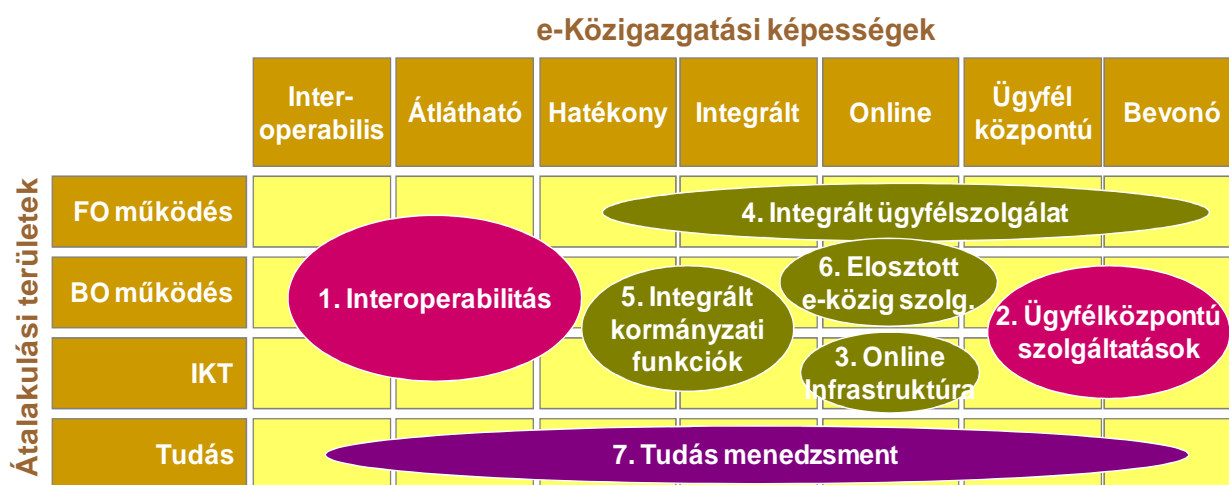 e-Közigazgatási képességek
Inter-
operabilis
Átlátható
Hatékony
Integrált
Online
Ügyfél
központú
Bevonó
Átalakulási területek
FO működés
4. Integrált ügyfélszolgálat
BO működés
1. Interoperabilitás
5. Integrált
kormányzati
funkciók
6. Elosztott
e-közig szolg.
2. Ügyfélközpontú
szolgáltatások
IKT
3. Online
Infrastruktúra
Tudás
7. Tudás menedzsment